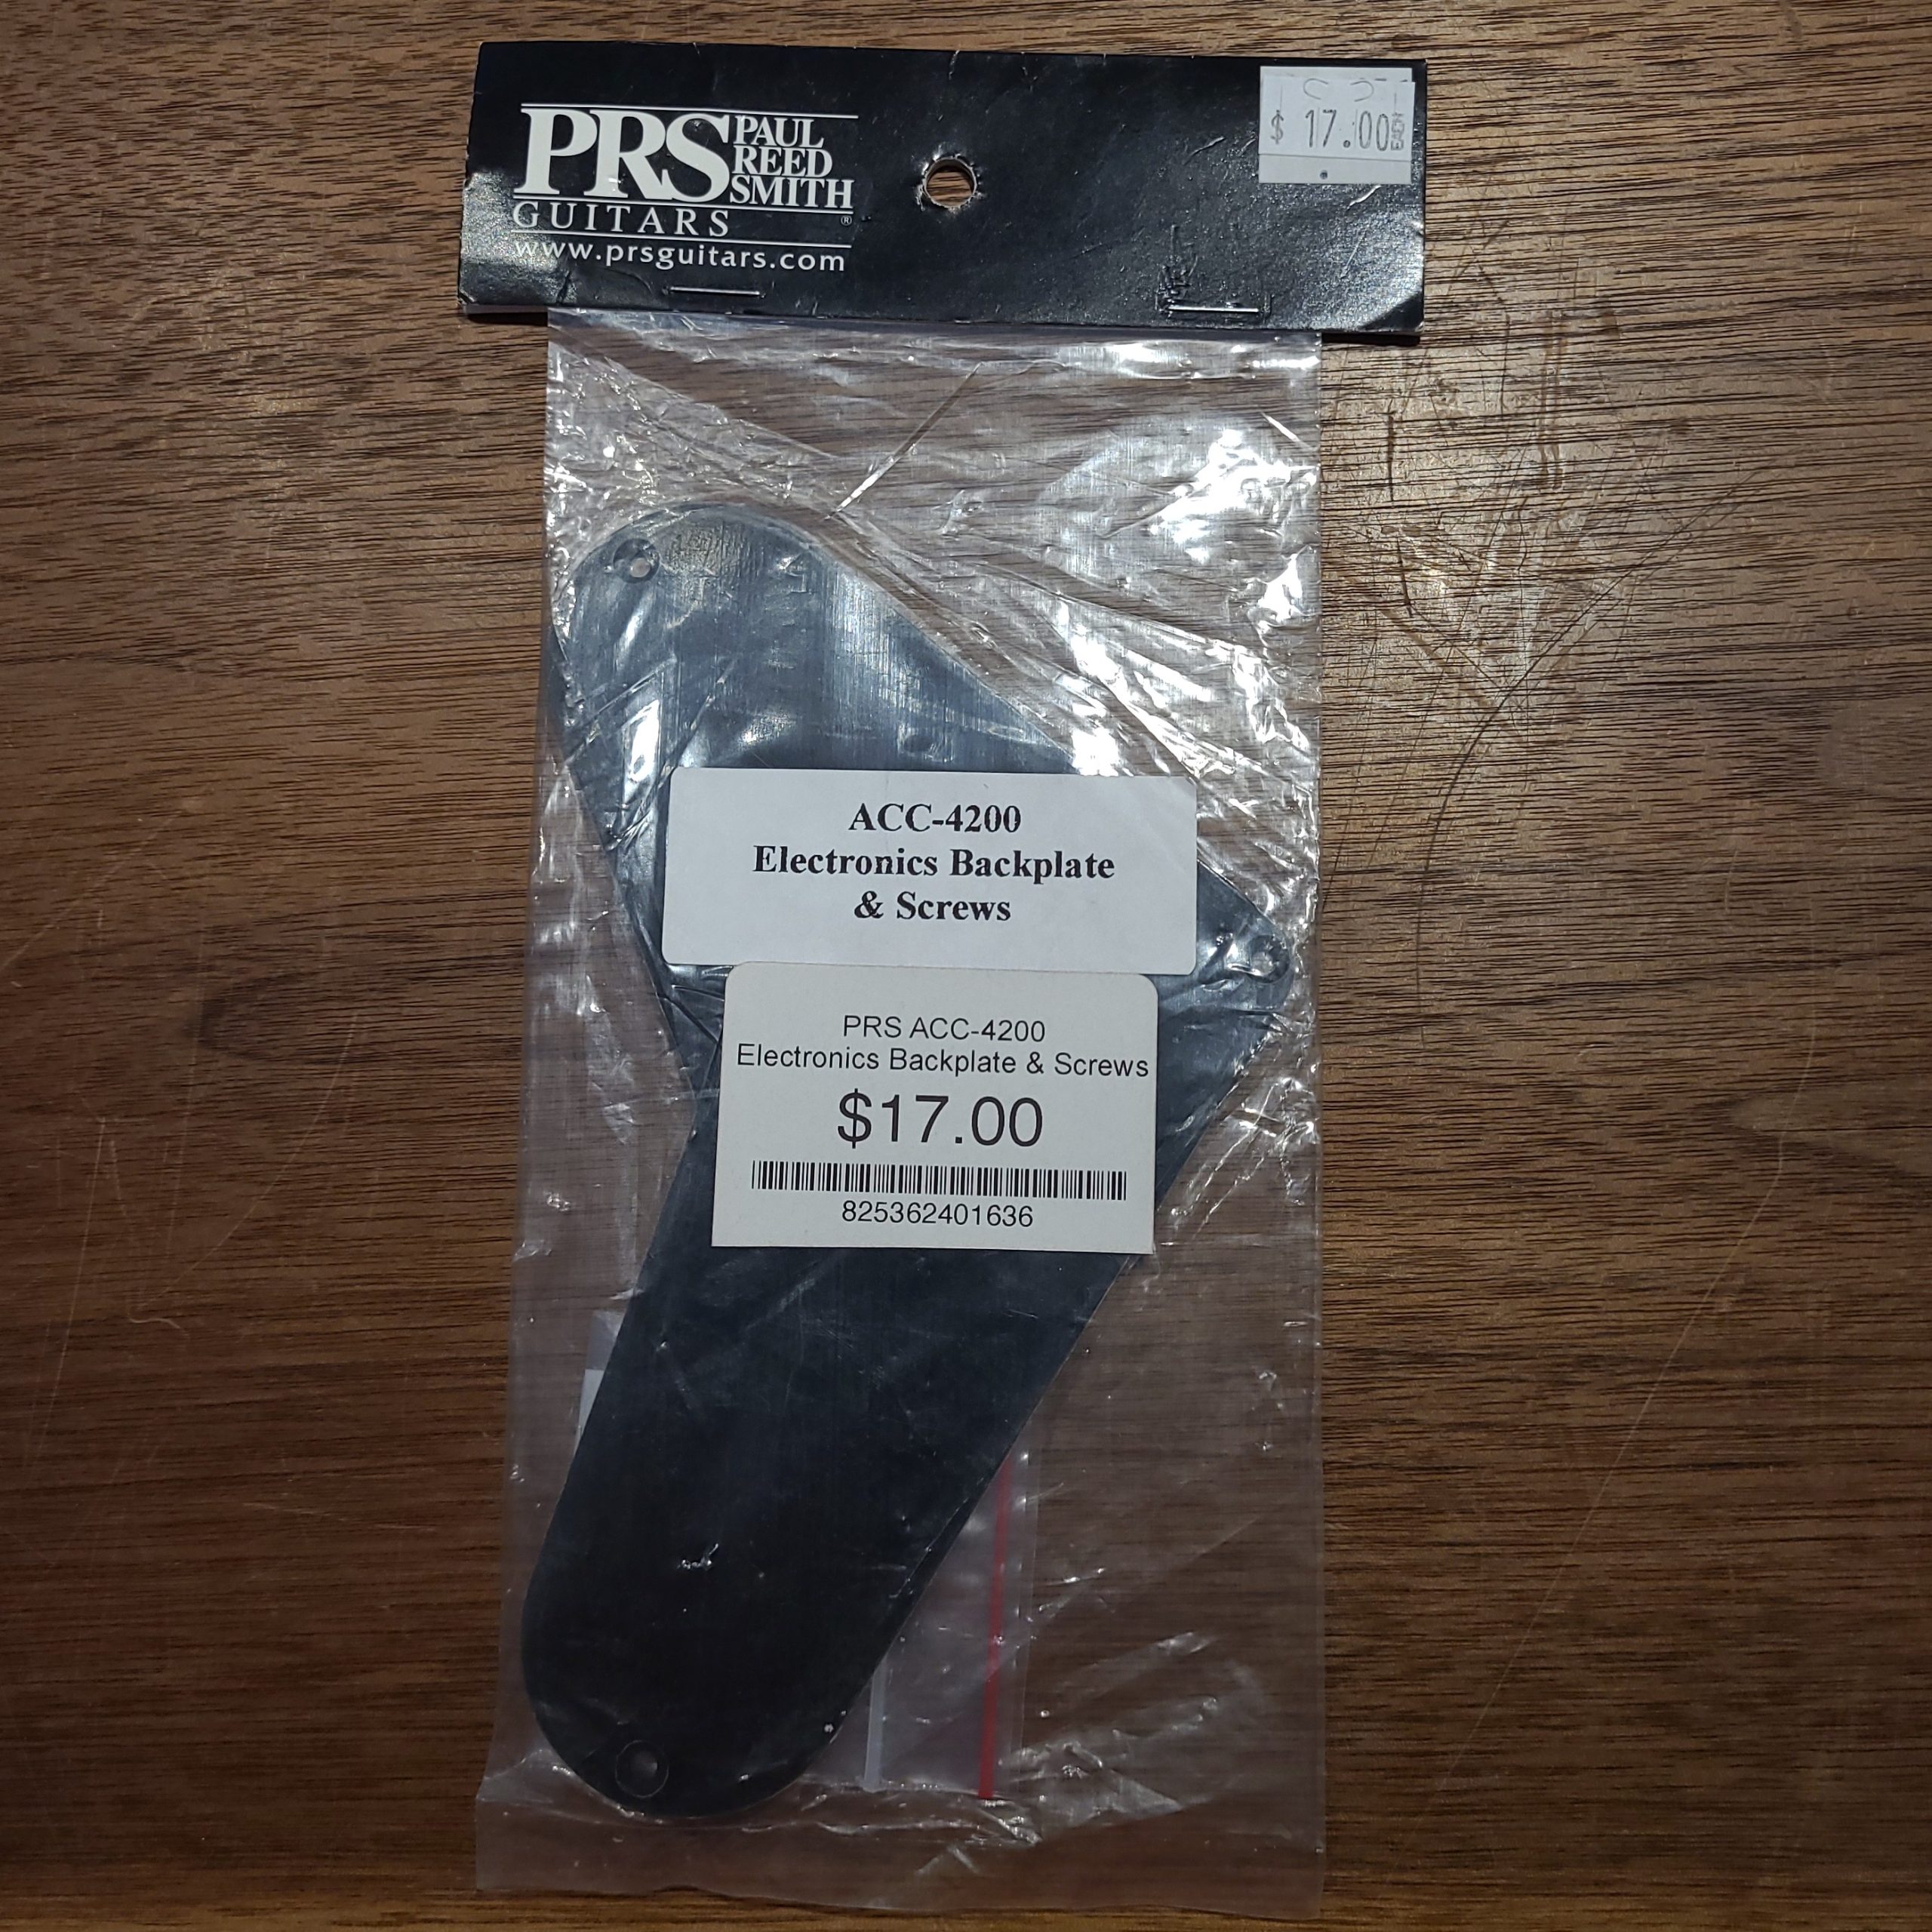 PRS PAUL
REED
SMITH
GUITARS ®
www.prsguitars.com
$ 17.00 EACH
ACC-4200
Electronics Backplate
& Screws
PRS ACC-4200
Electronics Backplate & Screws
$17.00
825362401636